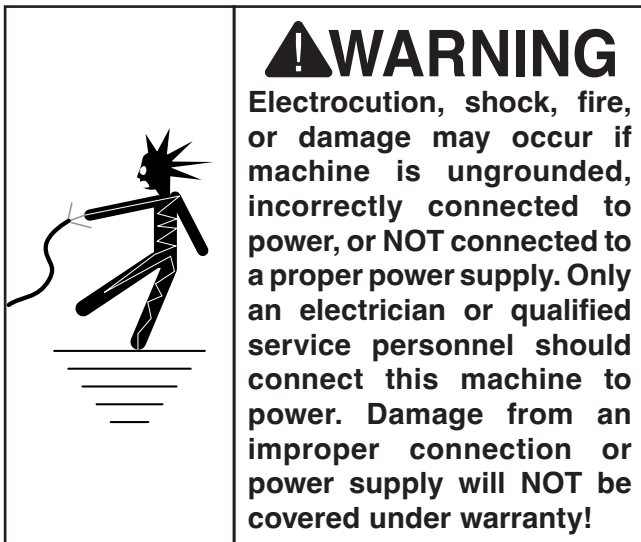 WARNING
Electrocution, shock, fire,
or damage may occur if
machine is ungrounded,
incorrectly connected to
power, or NOT connected to
a proper power supply. Only
an electrician or qualified
service personnel should
connect this machine to
power. Damage from an
improper connection or
power supply will NOT be
covered under warranty!